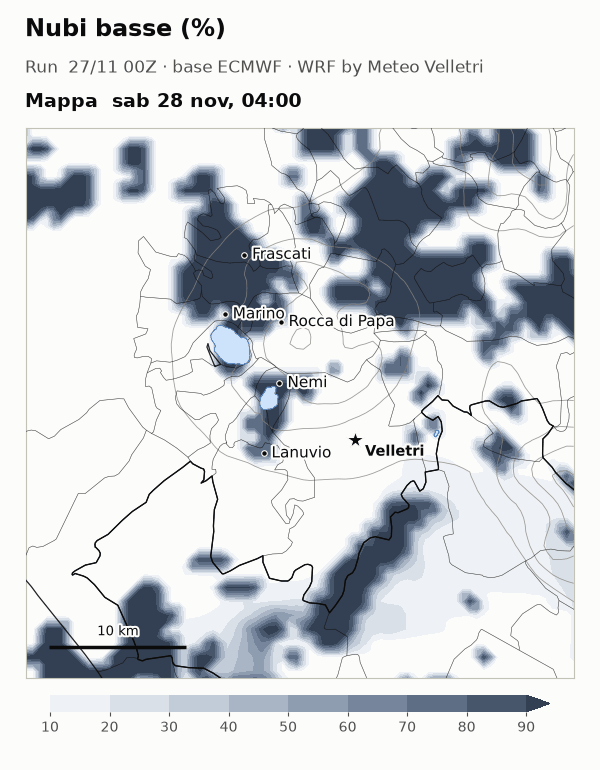 Nubi basse (%)
Run  27/11 00Z · base ECMWF · WRF by Meteo Velletri
Mappa  sab 28 nov, 04:00
Frascati
Marino
Rocca di Papa
Nemi
Velletri
Lanuvio
10 km
10 20 30 40 50 60 70 80 90